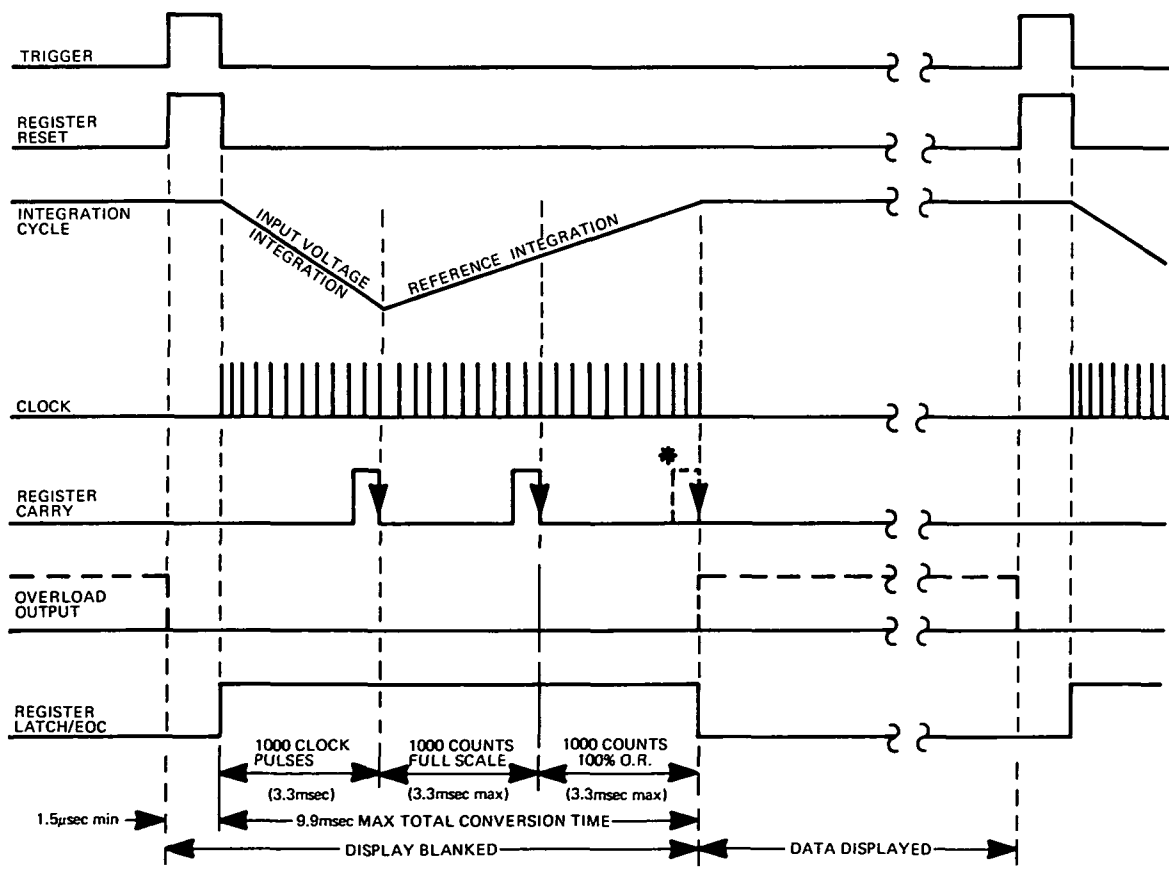 TRIGGER
REGISTER
RESET
INTEGRATION
CYCLE
INPUT VOLTAGE
INTEGRATION
REFERENCE INTEGRATION
CLOCK
*
REGISTER
CARRY
OVERLOAD
OUTPUT
REGISTER
LATCH/EOC
1000 CLOCK
PULSES
(3.3msec)
1000 COUNTS
FULL SCALE
(3.3msec max)
1000 COUNTS
100% O.R.
(3.3msec max)
1.5µsec min
9.9msec MAX TOTAL CONVERSION TIME
DISPLAY BLANKED
DATA DISPLAYED